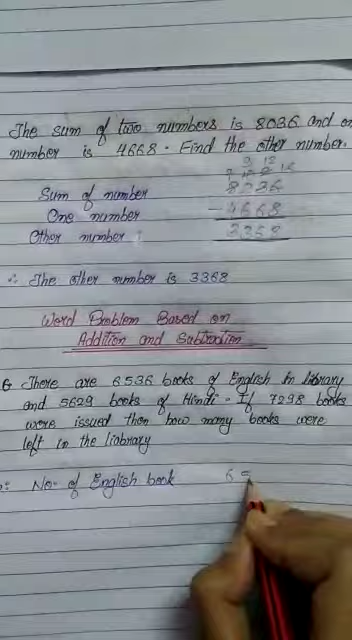 The sum of two numbers is 8036 and on
number is 4668. Find the other number.
Sum of number 8036
One number - 4668
Other number : 3368
∴ The other number is 3368
Word Problem Based on
Addition and Subtraction
There are 6536 books of English in library
and 5629 books of Hindi. If 7298 books
were issued then how many books were
left in the liabrary
No. of English book 65